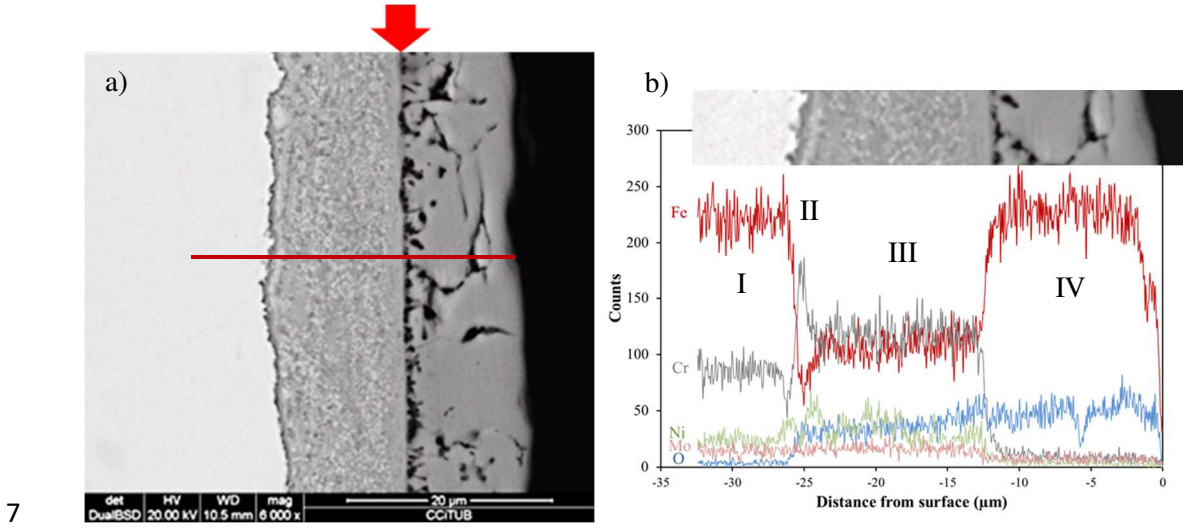 a)
det HV WD mag 20 µm
DualBSD 20.00 kV 10.5 mm 6 000 x CCiTUB
7
b)
300
250
200
150
100
50
0
Counts
Fe
Cr
Ni
Mo
O
I
II
III
IV
-35 -30 -25 -20 -15 -10 -5 0
Distance from surface (µm)